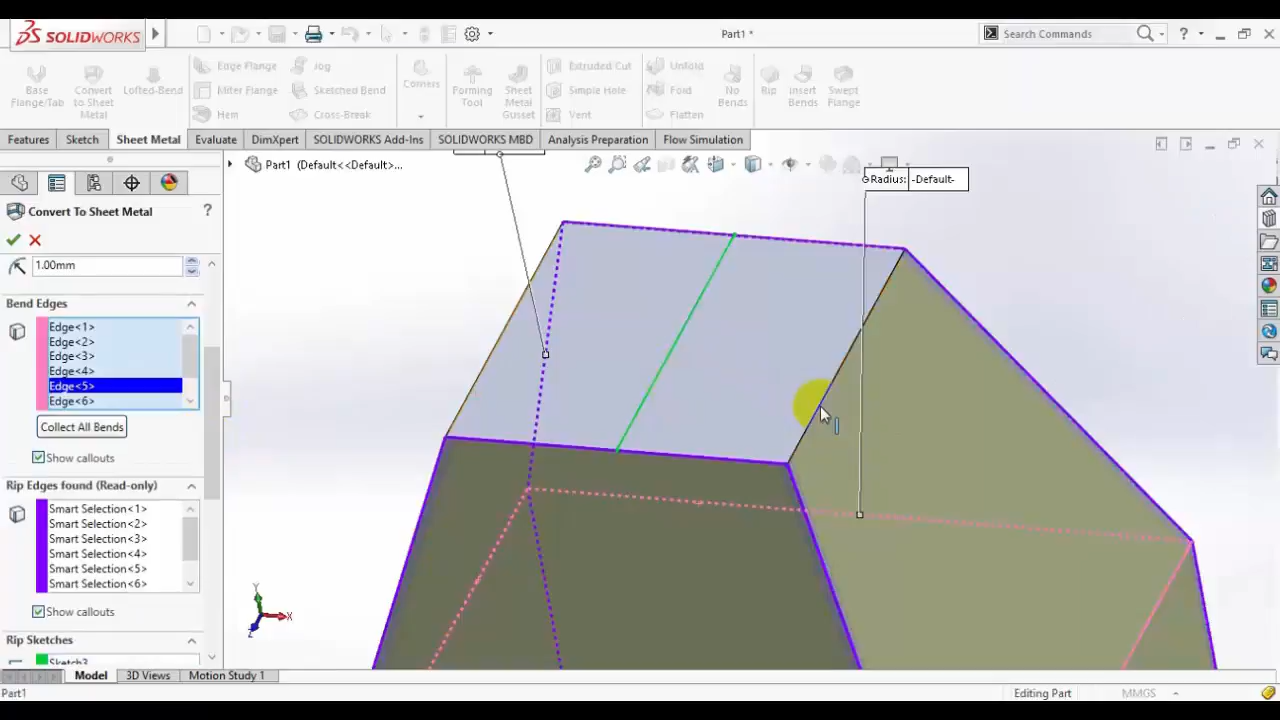 SOLIDWORKS
Part1 *
Search Commands
?
Base Flange/Tab
Convert to Sheet Metal
Lofted-Bend
Edge Flange
Miter Flange
Hem
Jog
Sketched Bend
Cross-Break
Corners
Forming Tool
Sheet Metal Gusset
Extruded Cut
Simple Hole
Vent
Unfold
Fold
Flatten
No Bends
Rip
Insert Bends
Swept Flange
Features
Sketch
Sheet Metal
Evaluate
DimXpert
SOLIDWORKS Add-Ins
SOLIDWORKS MBD
Analysis Preparation
Flow Simulation
Part1 (Default<<Default>...
Radius: -Default-
Convert To Sheet Metal
?
1.00mm
Bend Edges
Edge<1>
Edge<2>
Edge<3>
Edge<4>
Edge<5>
Edge<6>
Collect All Bends
Show callouts
Rip Edges found (Read-only)
Smart Selection<1>
Smart Selection<2>
Smart Selection<3>
Smart Selection<4>
Smart Selection<5>
Smart Selection<6>
Show callouts
Rip Sketches
Sketch3
Y
X
Z
Model
3D Views
Motion Study 1
Part1
Editing Part
MMGS